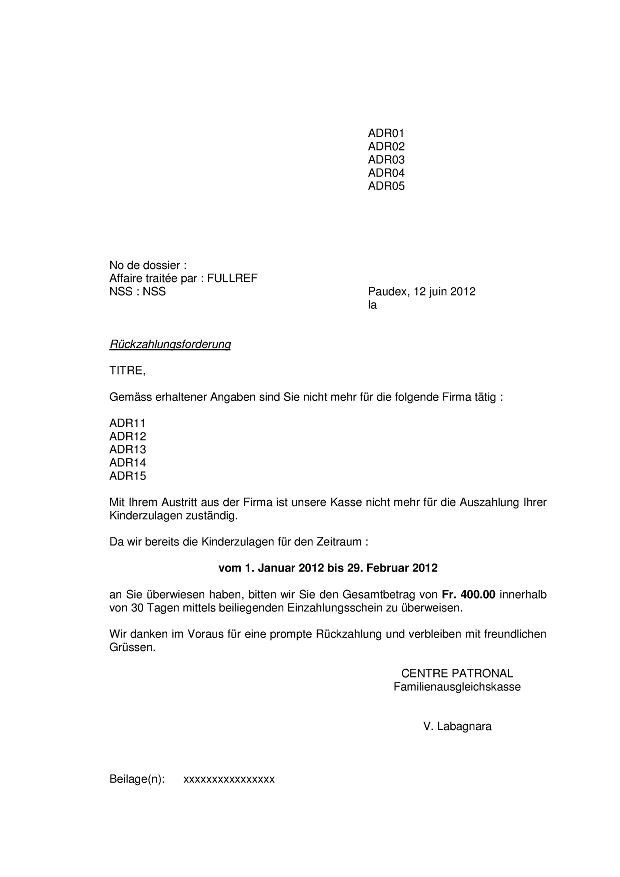 ADR01
ADR02
ADR03
ADR04
ADR05
No de dossier :
Affaire traitée par : FULLREF
NSS : NSS
Paudex, 12 juin 2012
la
Rückzahlungsforderung
TITRE,
Gemäss erhaltener Angaben sind Sie nicht mehr für die folgende Firma tätig :
ADR11
ADR12
ADR13
ADR14
ADR15
Mit Ihrem Austritt aus der Firma ist unsere Kasse nicht mehr für die Auszahlung Ihrer
Kinderzulagen zuständig.
Da wir bereits die Kinderzulagen für den Zeitraum :
vom 1. Januar 2012 bis 29. Februar 2012
an Sie überwiesen haben, bitten wir Sie den Gesamtbetrag von Fr. 400.00 innerhalb
von 30 Tagen mittels beiliegenden Einzahlungsschein zu überweisen.
Wir danken im Voraus für eine prompte Rückzahlung und verbleiben mit freundlichen
Grüssen.
CENTRE PATRONAL
Familienausgleichskasse
V. Labagnara
Beilage(n): xxxxxxxxxxxxxxxx